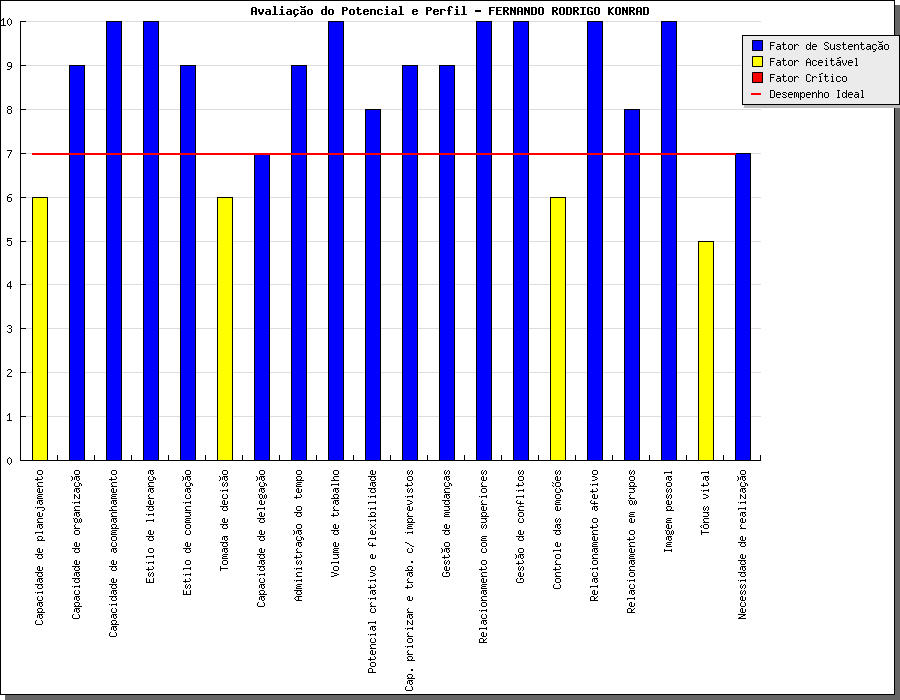 Avaliação do Potencial e Perfil - FERNANDO RODRIGO KONRAD
Fator de Sustentação
Fator Aceitável
Fator Crítico
Desempenho Ideal
10
9
8
7
6
5
4
3
2
1
0
Capacidade de planejamento
Capacidade de organização
Capacidade de acompanhamento
Estilo de liderança
Estilo de comunicação
Tomada de decisão
Capacidade de delegação
Administração do tempo
Volume de trabalho
Potencial criativo e flexibilidade
Cap. priorizar e trab. c/ imprevistos
Gestão de mudanças
Relacionamento com superiores
Gestão de conflitos
Controle das emoções
Relacionamento afetivo
Relacionamento em grupos
Imagem pessoal
Tônus vital
Necessidade de realização